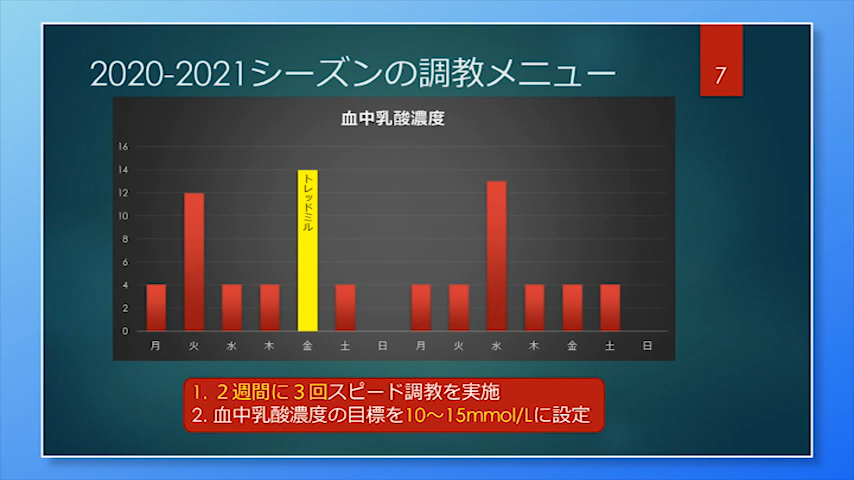 2020-2021シーズンの調教メニュー
7
血中乳酸濃度
16
14
12
10
8
6
4
2
0
トレッドミル
月 火 水 木 金 土 日 月 火 水 木 金 土 日
1. ２週間に３回スピード調教を実施
2. 血中乳酸濃度の目標を10～15mmol/Lに設定